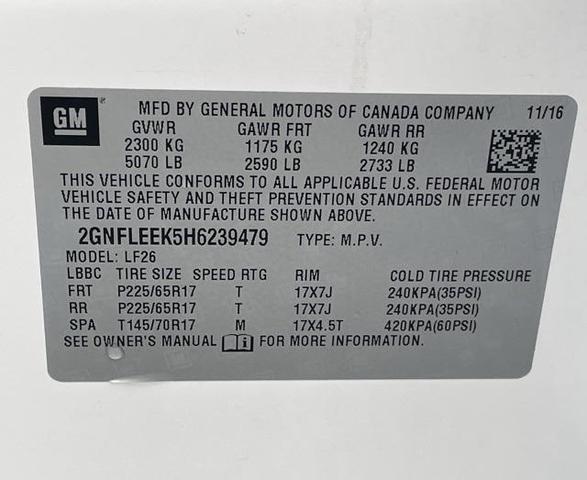 GM ®
MFD BY GENERAL MOTORS OF CANADA COMPANY 11/16
GVWR GAWR FRT GAWR RR
2300 KG 1175 KG 1240 KG
5070 LB 2590 LB 2733 LB
THIS VEHICLE CONFORMS TO ALL APPLICABLE U.S. FEDERAL MOTOR
VEHICLE SAFETY AND THEFT PREVENTION STANDARDS IN EFFECT ON
THE DATE OF MANUFACTURE SHOWN ABOVE.
2GNFLEEK5H6239479 TYPE: M.P.V.
MODEL: LF26
LBBC TIRE SIZE SPEED RTG RIM COLD TIRE PRESSURE
FRT P225/65R17 T 17X7J 240KPA(35PSI)
RR P225/65R17 T 17X7J 240KPA(35PSI)
SPA T145/70R17 M 17X4.5T 420KPA(60PSI)
SEE OWNER'S MANUAL i FOR MORE INFORMATION.